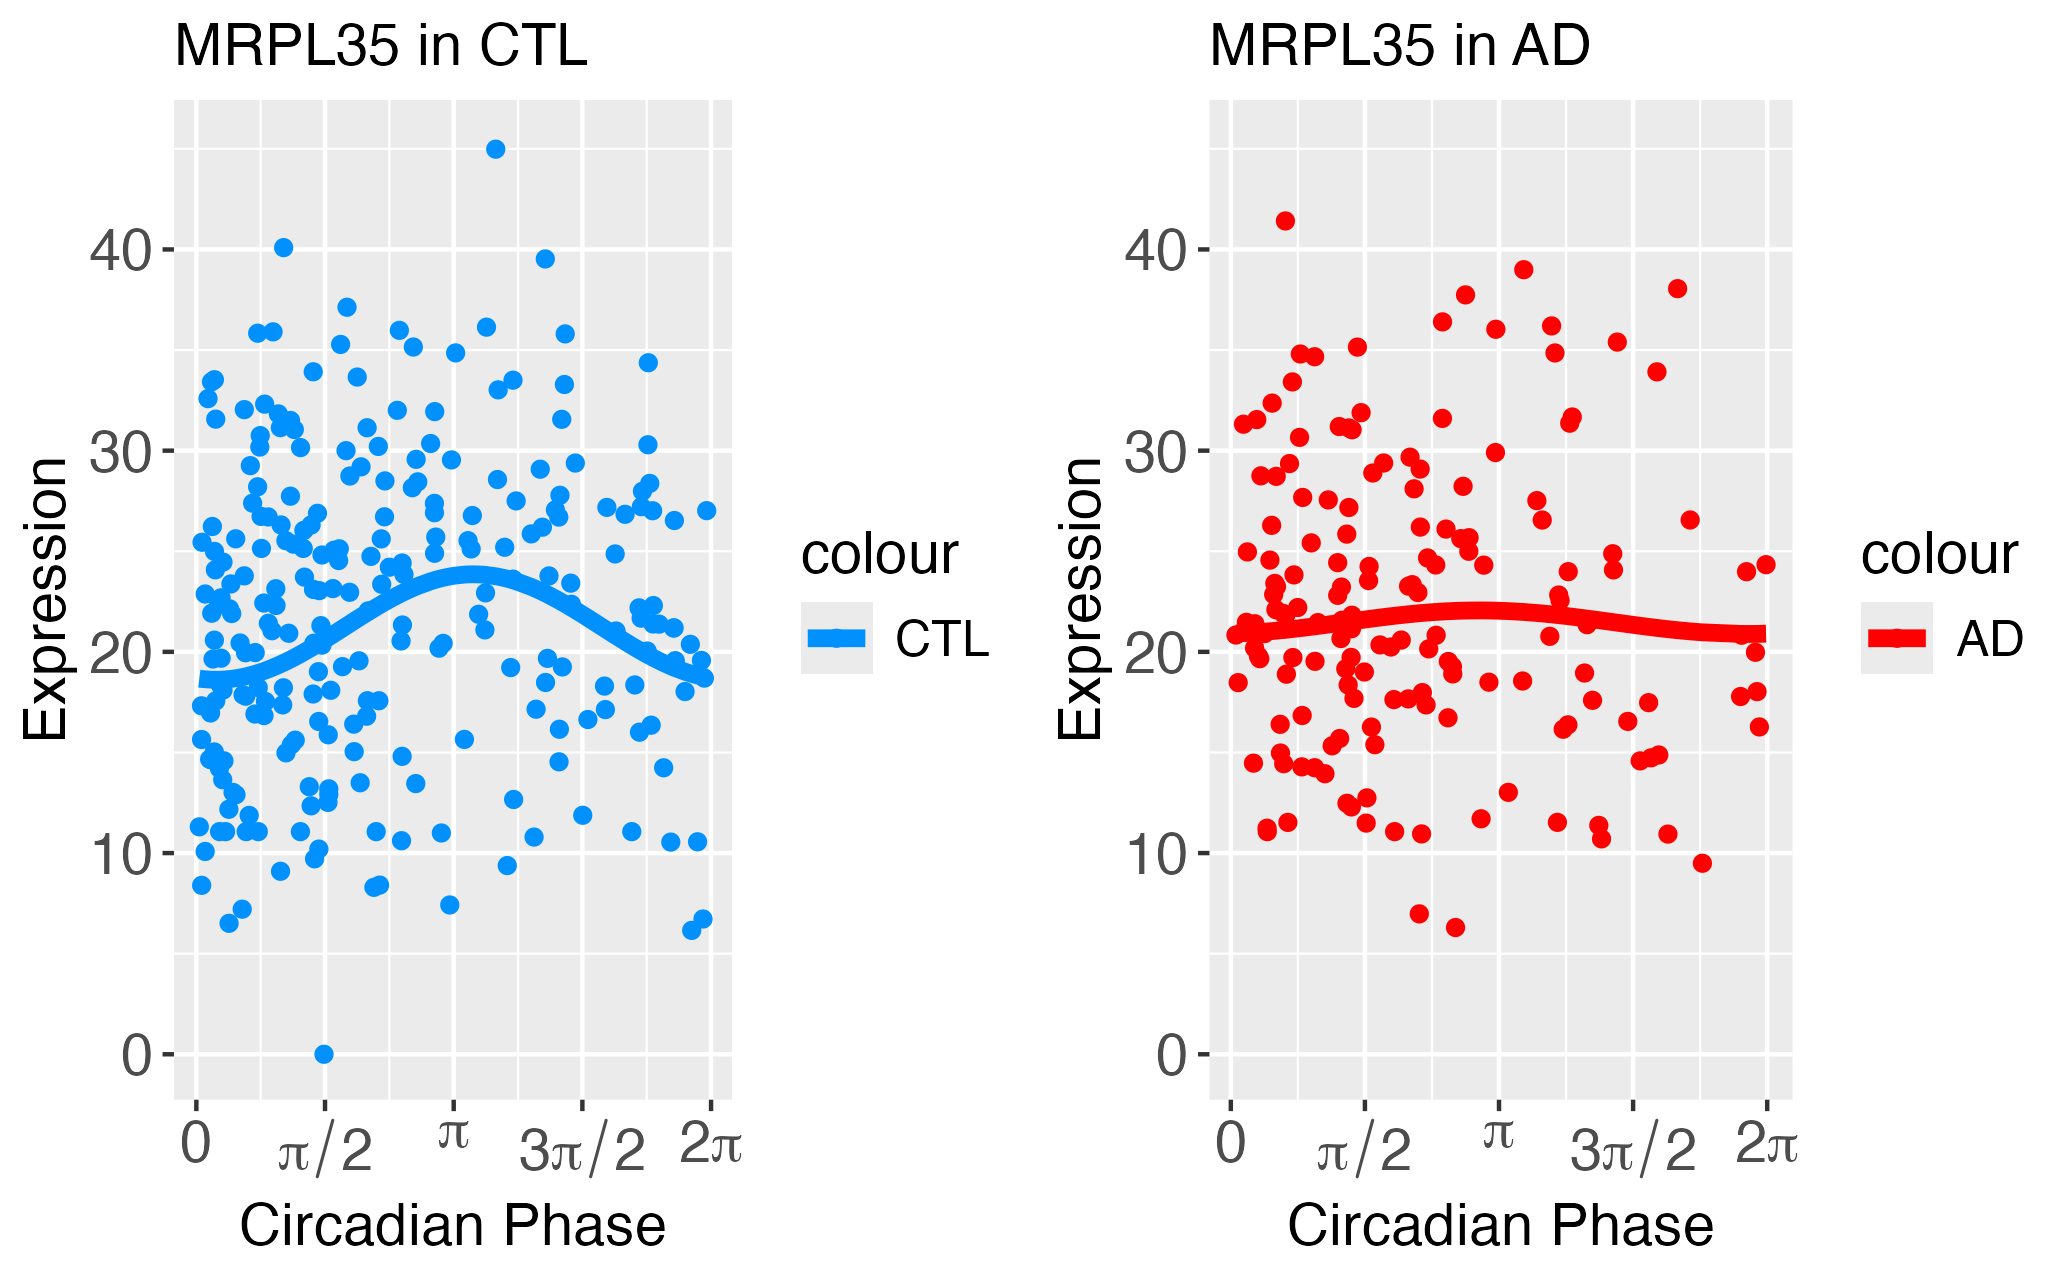 MRPL35 in CTL
Expression
40
30
20
10
0
0 π/2 π 3π/2 2π
Circadian Phase
colour
CTL
MRPL35 in AD
Expression
40
30
20
10
0
0 π/2 π 3π/2 2π
Circadian Phase
colour
AD